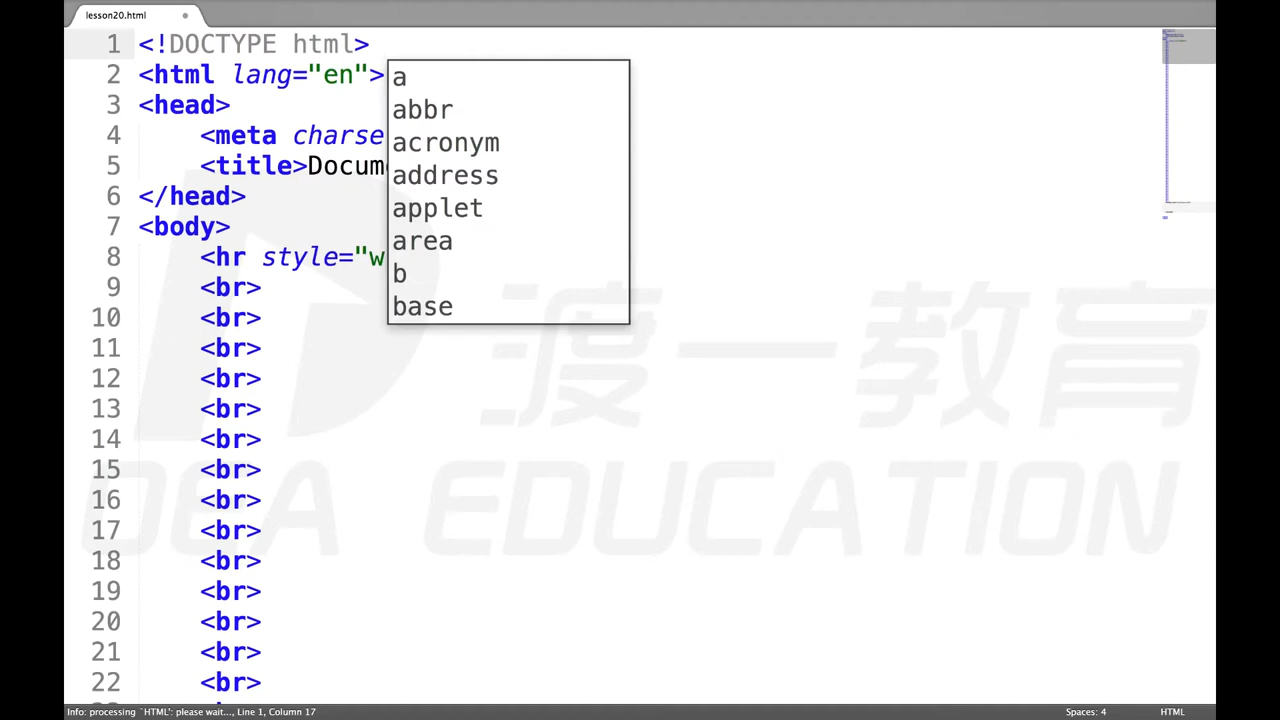 lesson20.html
1 <!DOCTYPE html>
2 <html lang="en">
3 <head>
4 <meta charse
5 <title>Docum
6 </head>
7 <body>
8 <hr style="w
9 <br>
10 <br>
11 <br>
12 <br>
13 <br>
14 <br>
15 <br>
16 <br>
17 <br>
18 <br>
19 <br>
20 <br>
21 <br>
22 <br>
a
abbr
acronym
address
applet
area
b
base
渡一教育
EDUCATION
Info: processing `HTML': please wait..., Line 1, Column 17
Spaces: 4
HTML